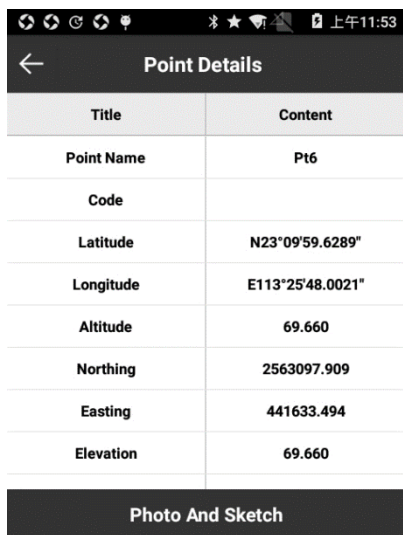 上午11:53
Point Details
Title Content
Point Name Pt6
Code
Latitude N23°09'59.6289"
Longitude E113°25'48.0021"
Altitude 69.660
Northing 2563097.909
Easting 441633.494
Elevation 69.660
Photo And Sketch